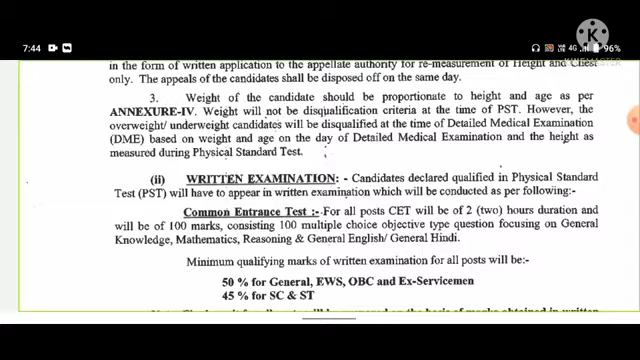 7:44
4G
96%
KINEMASTER
in the form of written application to the appellate authority for re-measurement of Height and Chest
only. The appeals of the candidates shall be disposed off on the same day.
3. Weight of the candidate should be proportionate to height and age as per
ANNEXURE-IV. Weight will not be disqualification criteria at the time of PST. However, the
overweight/ underweight candidates will be disqualified at the time of Detailed Medical Examination
(DME) based on weight and age on the day of Detailed Medical Examination and the height as
measured during Physical Standard Test.
(ii) WRITTEN EXAMINATION: - Candidates declared qualified in Physical Standard
Test (PST) will have to appear in written examination which will be conducted as per following:-
Common Entrance Test :- For all posts CET will be of 2 (two) hours duration and
will be of 100 marks, consisting 100 multiple choice objective type question focusing on General
Knowledge, Mathematics, Reasoning & General English/ General Hindi.
Minimum qualifying marks of written examination for all posts will be:-
50 % for General, EWS, OBC and Ex-Servicemen
45 % for SC & ST